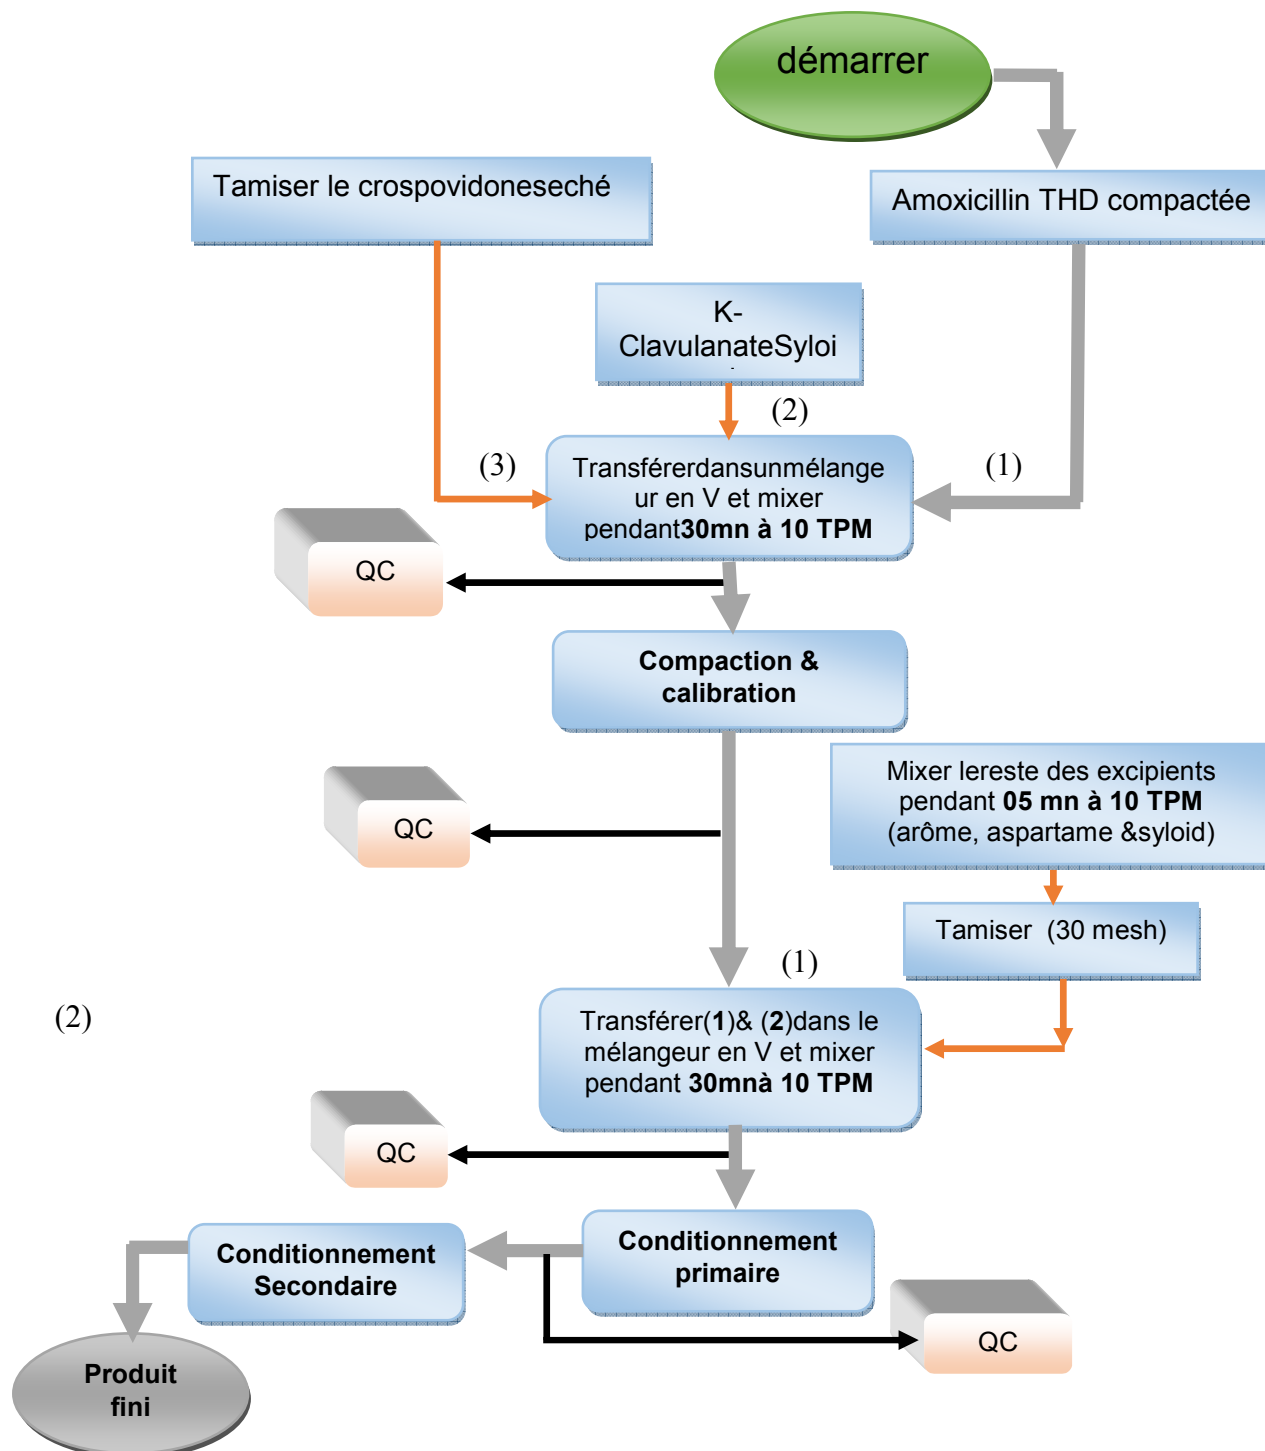 démarrer
Tamiser le crospovidoneseché
Amoxicillin THD compactée
K-
ClavulanateSyloi
(2)
(3)
(1)
Transférerdansunmélange
ur en V et mixer
pendant30mn à 10 TPM
QC
Compaction &
calibration
Mixer lereste des excipients
pendant 05 mn à 10 TPM
(arôme, aspartame &syloid)
QC
Tamiser (30 mesh)
(1)
(2)
Transférer(1)& (2)dans le
mélangeur en V et mixer
pendant 30mnà 10 TPM
QC
Conditionnement
primaire
Conditionnement
Secondaire
QC
Produit
fini